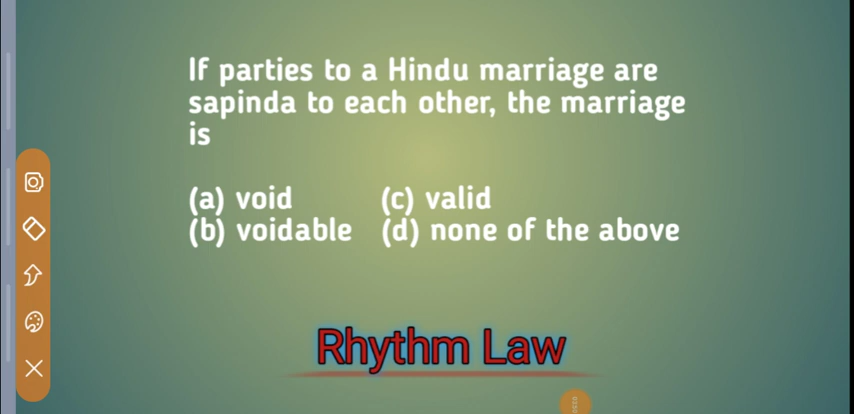 If parties to a Hindu marriage are
sapinda to each other, the marriage
is
(a) void (c) valid
(b) voidable (d) none of the above
Rhythm Law